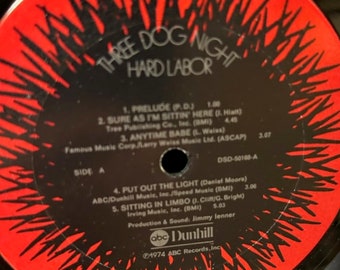 THREE DOG NIGHT
HARD LABOR
1. PRELUDE (P. D.) 1.00
2. SURE AS I'M SITTIN' HERE (J. Hiatt)
Tree Publishing Co., Inc. (BMI) 4.45
3. ANYTIME BABE (L. Weiss)
Famous Music Corp./Larry Weiss Music Ltd. (ASCAP) 3.07
SIDE A
DSD-50168-A
4. PUT OUT THE LIGHT (Daniel Moore)
ABC/Dunhill Music, Inc./Speed Music (BMI) 3.06
5. SITTING IN LIMBO (J. Cliff/G. Bright)
Irving Music, Inc. (BMI) 5.03
Production & Sound: Jimmy Ienner
abc Dunhill
℗1974 ABC Records, Inc.